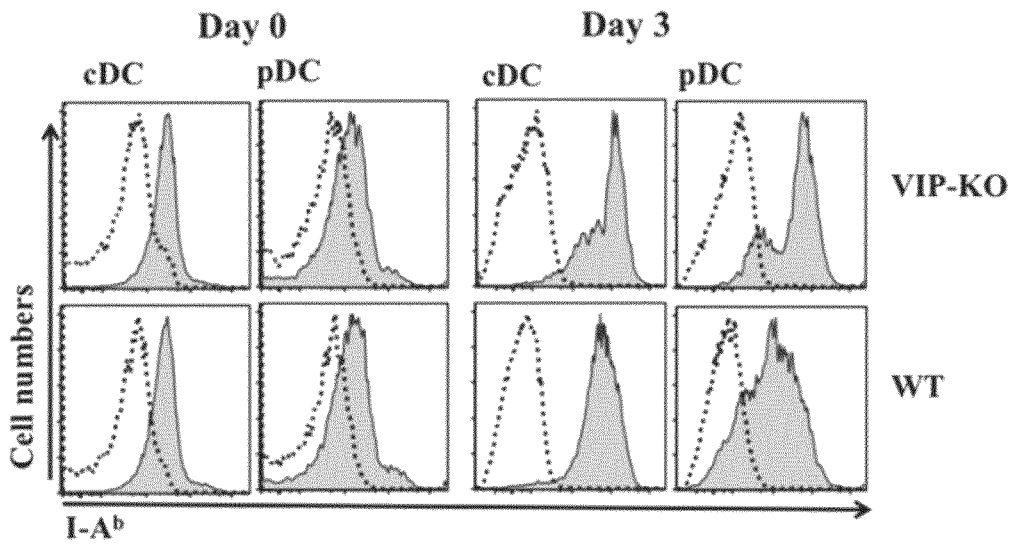 Day 0
Day 3
cDC
pDC
cDC
pDC
VIP-KO
WT
Cell numbers
I-Aᵇ